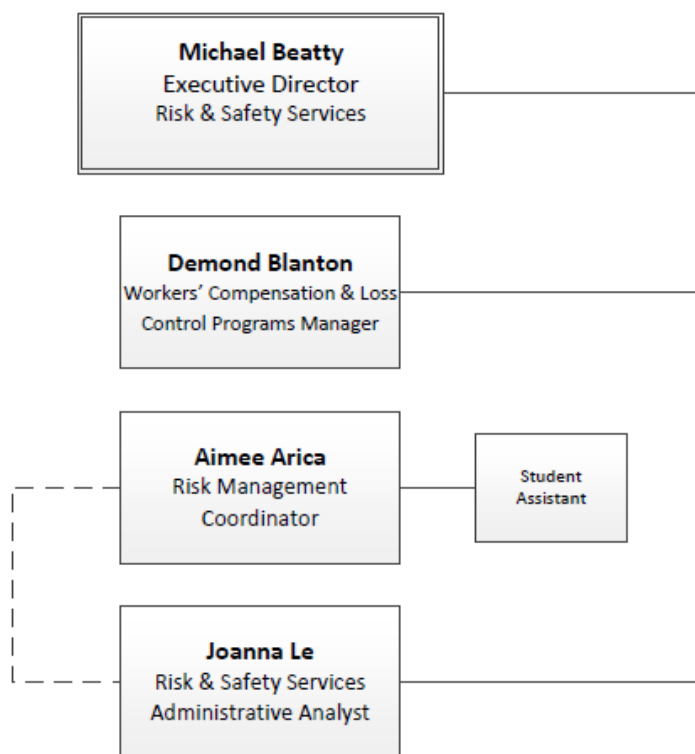 Michael Beatty
Executive Director
Risk & Safety Services
Demond Blanton
Workers' Compensation & Loss
Control Programs Manager
Aimee Arica
Risk Management
Coordinator
Student
Assistant
Joanna Le
Risk & Safety Services
Administrative Analyst